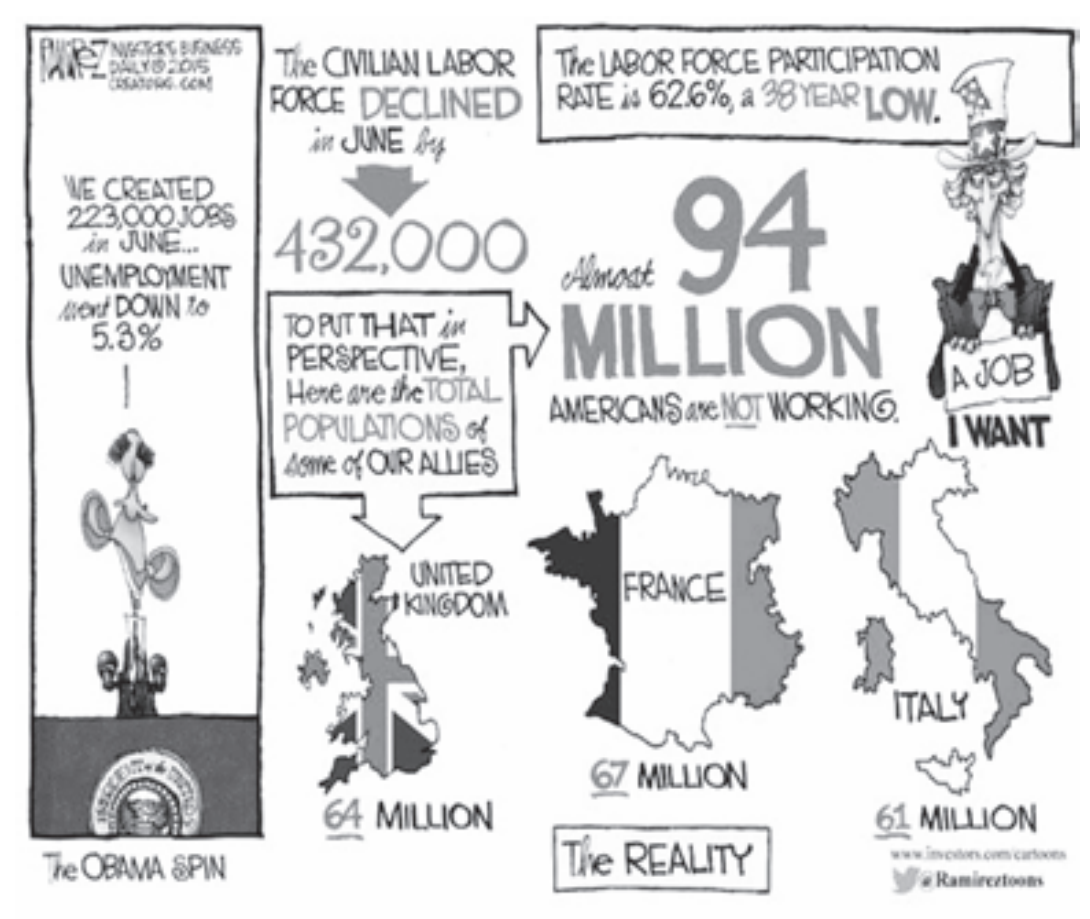 RAMIREZ INVESTOR'S BUSINESS
DAILY © 2015
CREATORS.COM
WE CREATED
223,000 JOBS
in JUNE...
UNEMPLOYMENT
went DOWN to
5.3%
The OBAMA SPIN
The CIVILIAN LABOR
FORCE DECLINED
in JUNE by
432,000
TO PUT THAT in
PERSPECTIVE,
Here are the TOTAL
POPULATIONS of
some of OUR ALLIES
The LABOR FORCE PARTICIPATION
RATE is 62.6%, a 38 YEAR LOW.
Almost 94
MILLION
AMERICANS are NOT WORKING.
A JOB
I WANT
UNITED
KINGDOM
64 MILLION
FRANCE
67 MILLION
ITALY
61 MILLION
The REALITY
www.investors.com/cartoons
@Ramireztoons